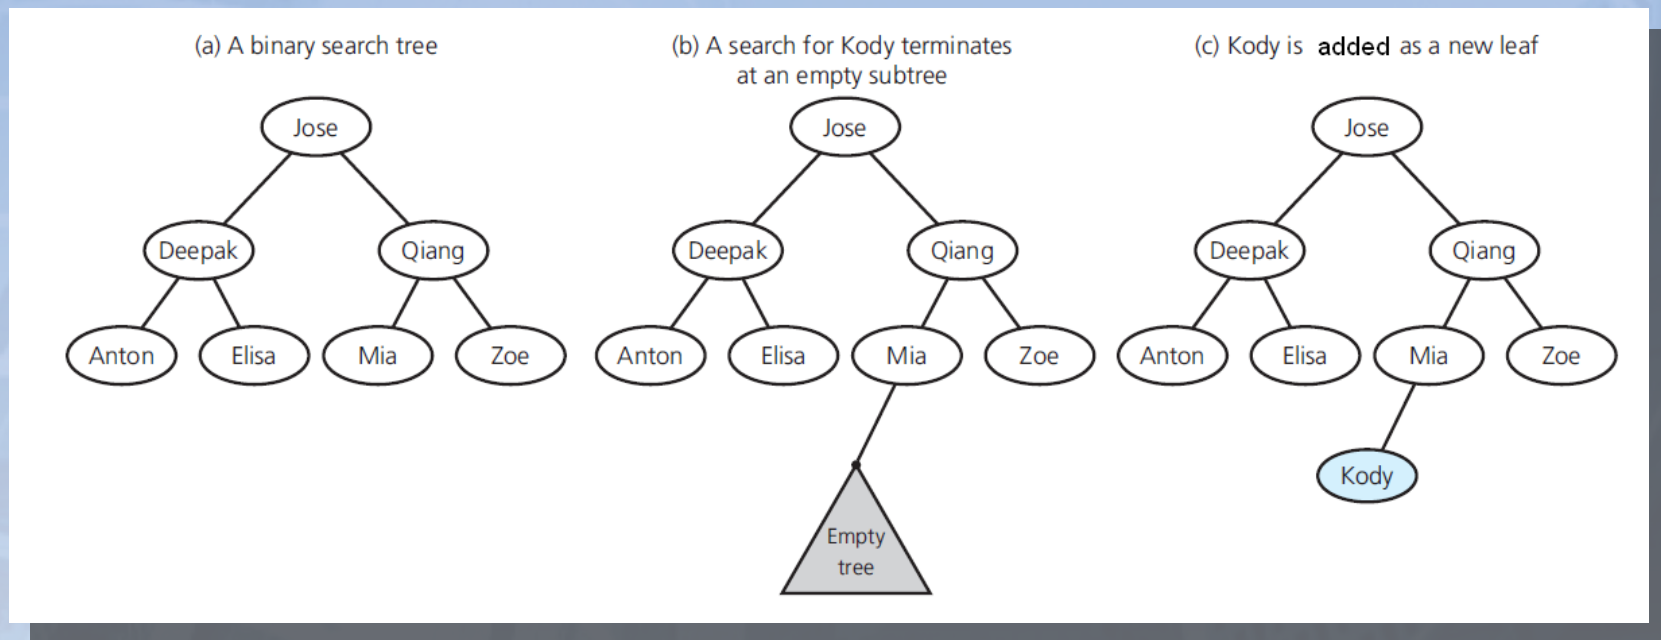 (a) A binary search tree
Jose
Deepak Qiang
Anton Elisa Mia Zoe
(b) A search for Kody terminates
at an empty subtree
Jose
Deepak Qiang
Anton Elisa Mia Zoe
Empty
tree
(c) Kody is added as a new leaf
Jose
Deepak Qiang
Anton Elisa Mia Zoe
Kody